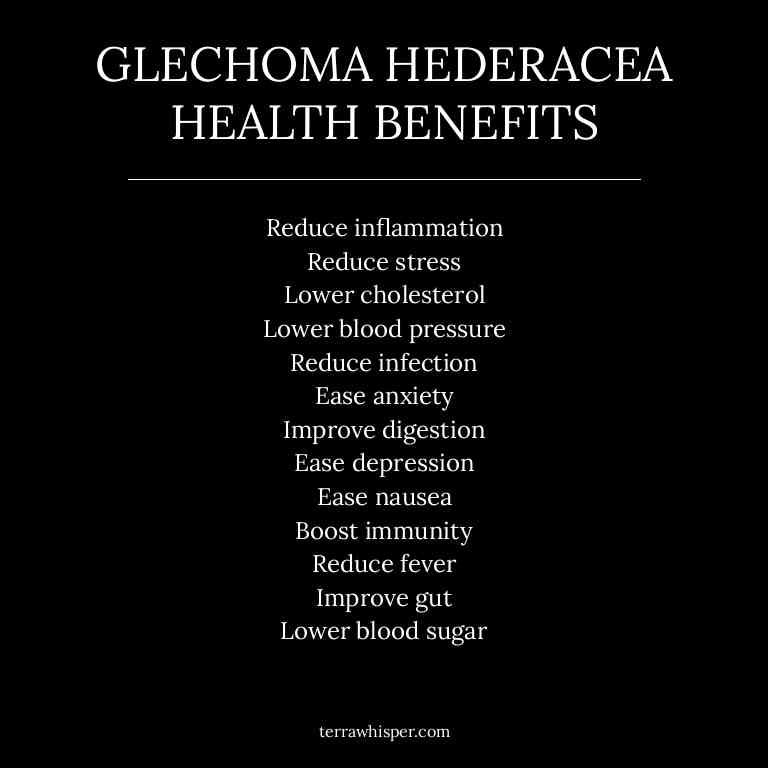 GLECHOMA HEDERACEA
HEALTH BENEFITS
Reduce inflammation
Reduce stress
Lower cholesterol
Lower blood pressure
Reduce infection
Ease anxiety
Improve digestion
Ease depression
Ease nausea
Boost immunity
Reduce fever
Improve gut
Lower blood sugar
terrawhisper.com